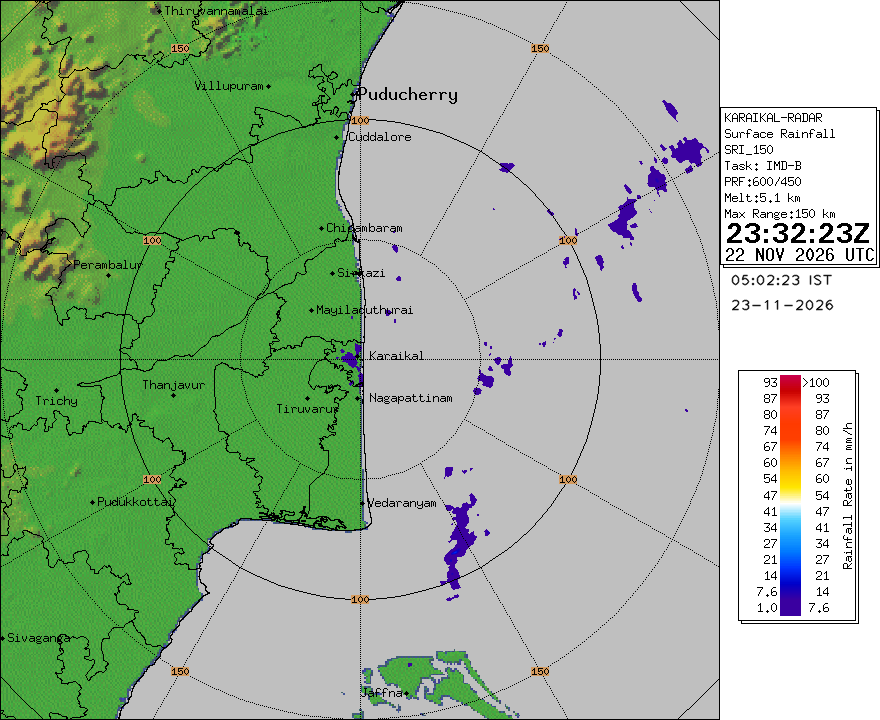 Thiruvannamalai
150
150
Villupuram
Puducherry
100
Cuddalore
Chidambaram
100
100
Perambalur
Sirkazi
Mayiladuthurai
Karaikal
Thanjavur
Trichy
Tiruvarur
Nagapattinam
100
100
Pudukkottai
Vedaranyam
100
Sivaganga
150
150
Jaffna
KARAIKAL-RADAR
Surface Rainfall
SRI_150
Task: IMD-B
PRF:600/450
Melt:5.1 km
Max Range:150 km
23:32:23Z
22 NOV 2026 UTC
05:02:23 IST
23-11-2026
93 >100
87 93
80 87
74 80
67 74
60 67
54 60
47 54
41 47
34 41
27 34
21 27
14 21
7.6 14
1.0 7.6
Rainfall Rate in mm/h